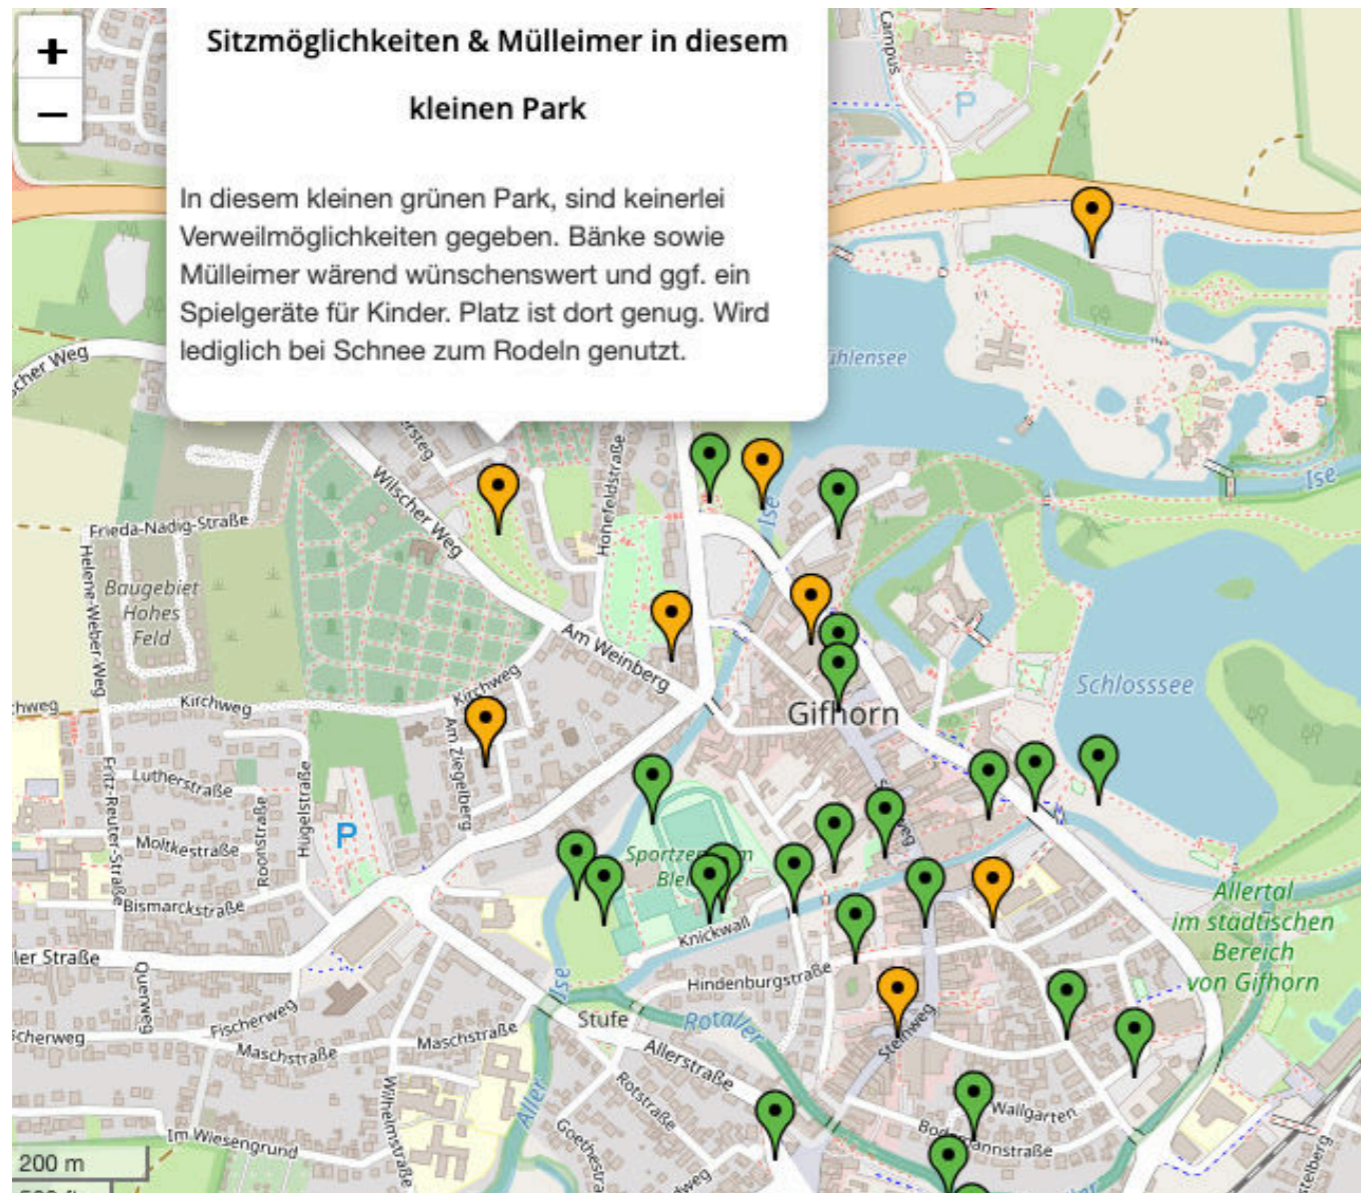 +
−
Sitzmöglichkeiten & Mülleimer in diesem
kleinen Park
In diesem kleinen grünen Park, sind keinerlei
Verweilmöglichkeiten gegeben. Bänke sowie
Mülleimer wärend wünschenswert und ggf. ein
Spielgeräte für Kinder. Platz ist dort genug. Wird
lediglich bei Schnee zum Rodeln genutzt.
Campus
P
Wilscher Weg
Hohefeldstraße
Ise
Ise
Frieda-Nadig-Straße
Helene-Weber-Weg
Baugebiet
Hohes
Feld
Am Weinberg
Kirchweg
Kirchweg
Am Ziegelberg
Gifhorn
Schlosssee
Lutherstraße
Fritz-Reuter-Straße
Hügelstraße
Roonstraße
Moltkestraße
P
Bismarckstraße
Knickwall
Allertal
im städtischen
Bereich
von Gifhorn
Hindenburgstraße
Querweg
Fischerweg
Maschstraße
Maschstraße
Ise
Stufe
Rotaller
Allerstraße
Steinweg
Aller
Rotstraße
Wilhelmstraße
Wallgarten
Im Wiesengrund
200 m